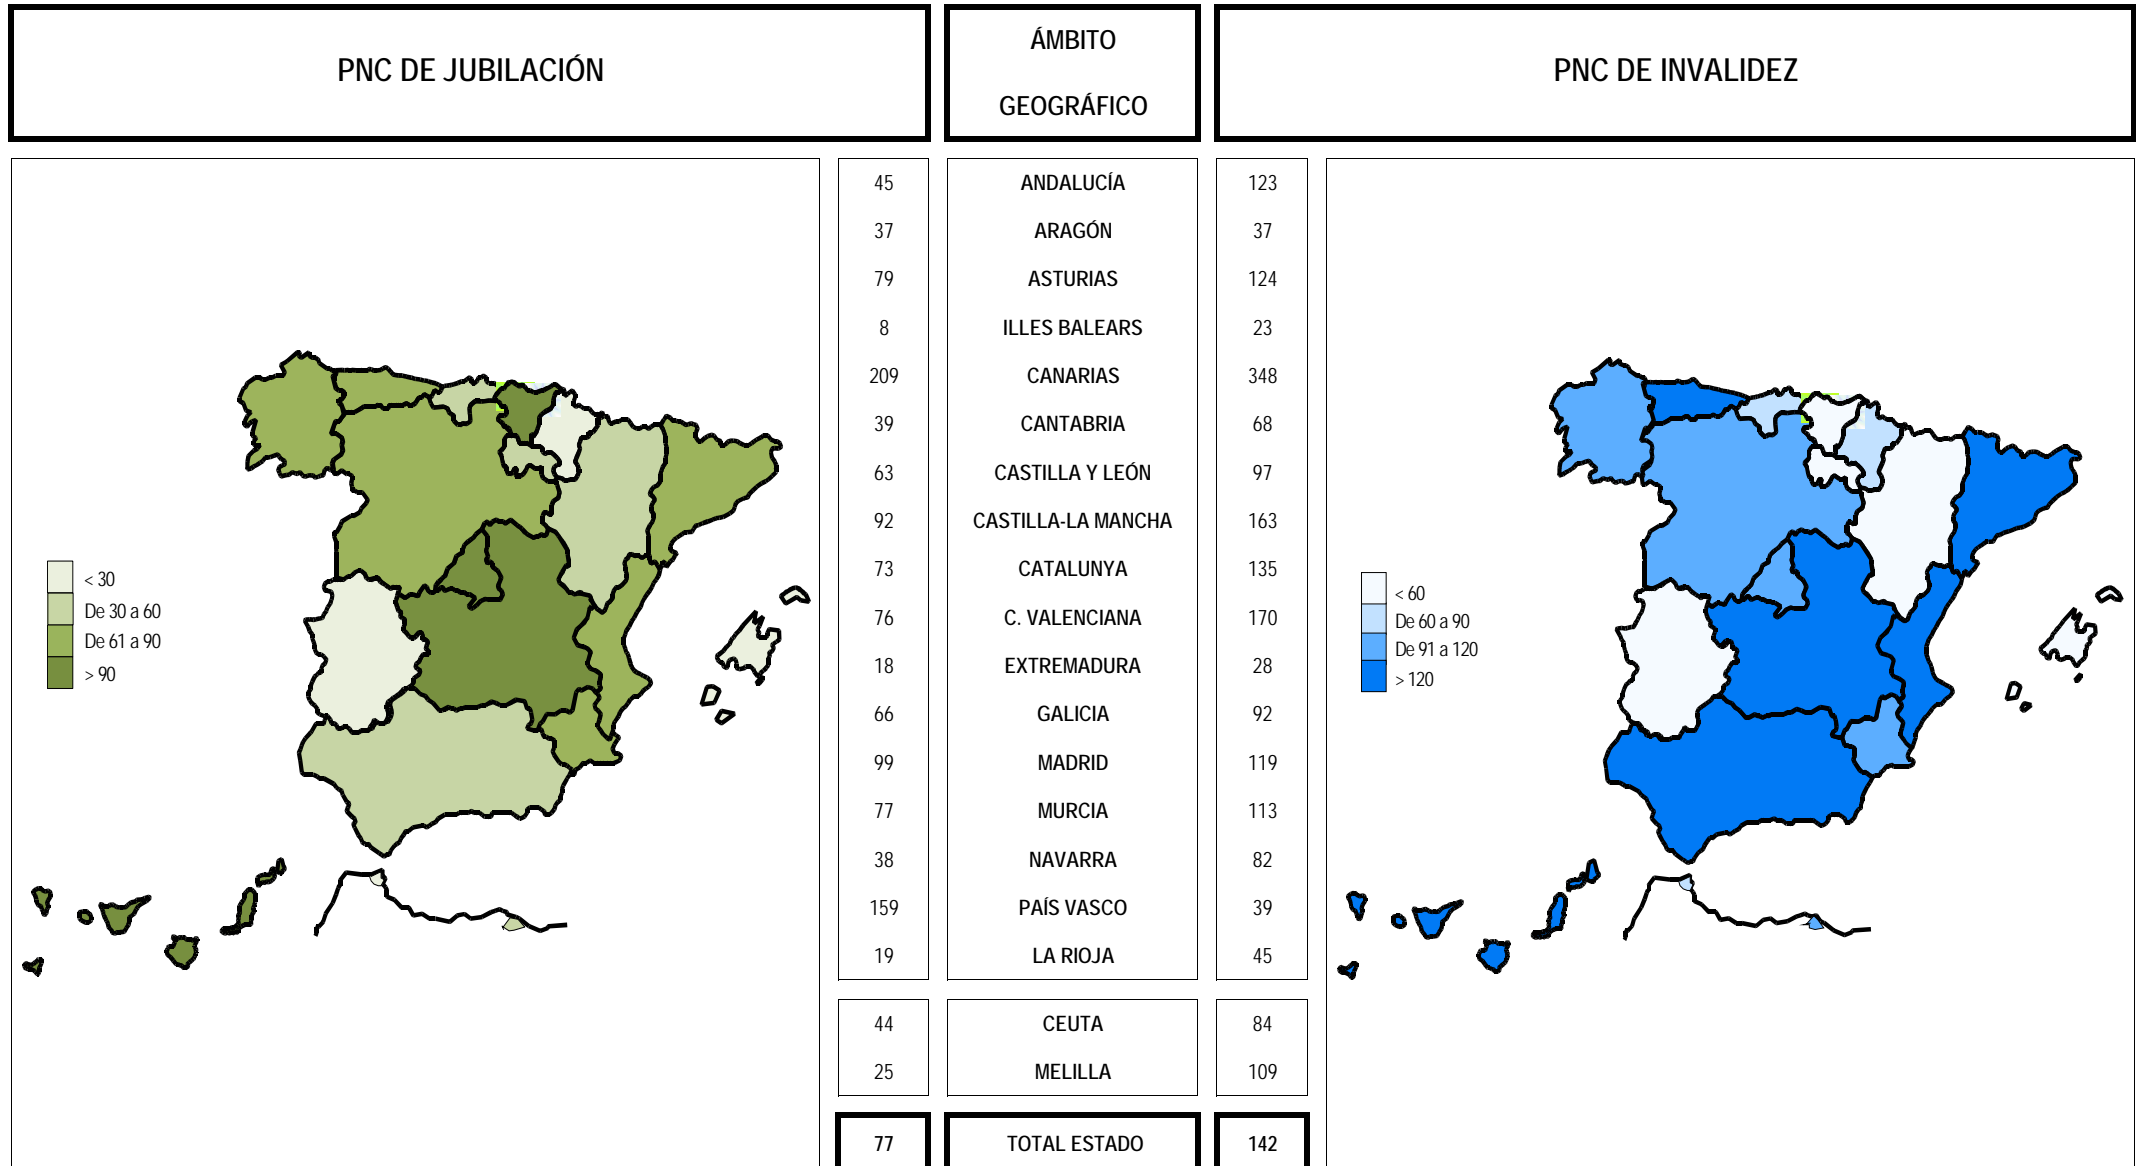 PNC DE JUBILACIÓN
ÁMBITO
GEOGRÁFICO
PNC DE INVALIDEZ
45 ANDALUCÍA 123
37 ARAGÓN 37
79 ASTURIAS 124
8 ILLES BALEARS 23
209 CANARIAS 348
39 CANTABRIA 68
63 CASTILLA Y LEÓN 97
92 CASTILLA-LA MANCHA 163
73 CATALUNYA 135
76 C. VALENCIANA 170
18 EXTREMADURA 28
66 GALICIA 92
99 MADRID 119
77 MURCIA 113
38 NAVARRA 82
159 PAÍS VASCO 39
19 LA RIOJA 45
44 CEUTA 84
25 MELILLA 109
77 TOTAL ESTADO 142
< 30
De 30 a 60
De 61 a 90
> 90
< 60
De 60 a 90
De 91 a 120
> 120